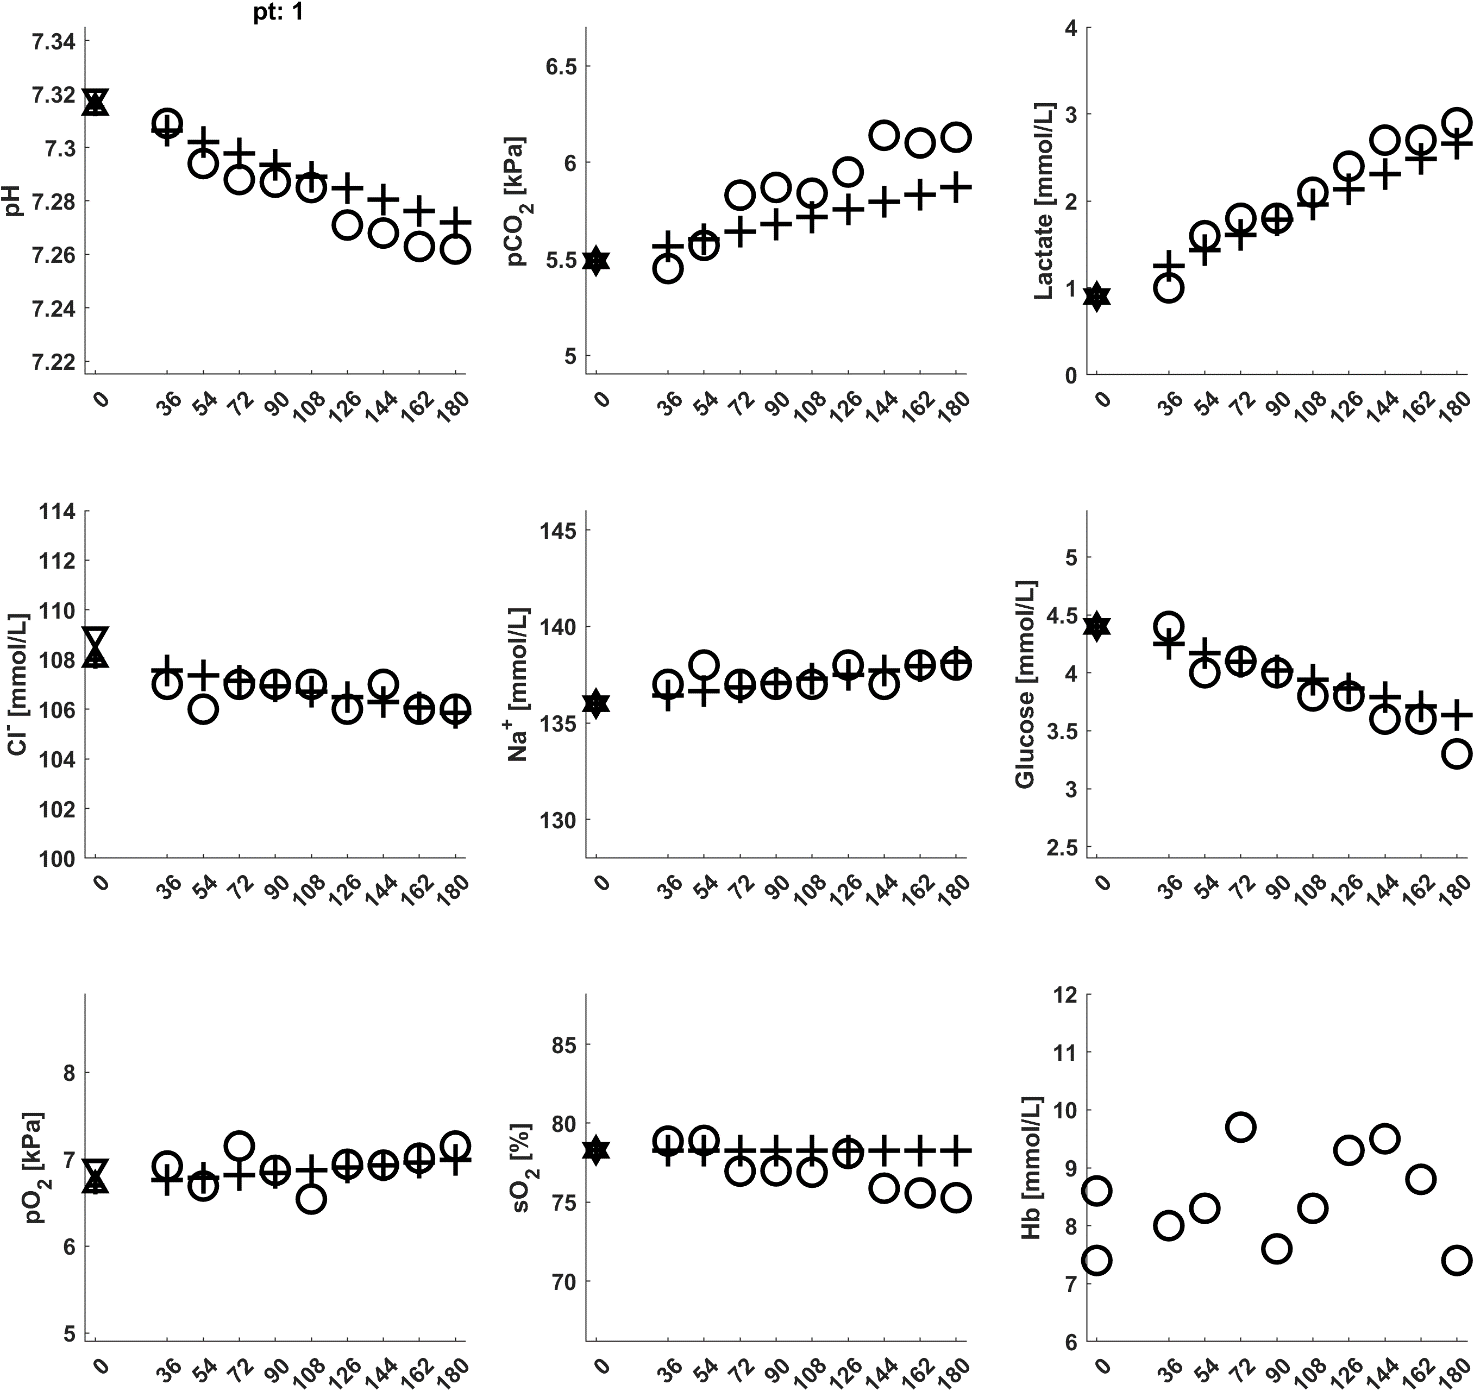 pt: 1
pH
7.34
7.32
7.3
7.28
7.26
7.24
7.22
0 36 54 72 90 108 126 144 162 180
pCO2 [kPa]
6.5
6
5.5
5
0 36 54 72 90 108 126 144 162 180
Lactate [mmol/L]
4
3
2
1
0
0 36 54 72 90 108 126 144 162 180
Cl- [mmol/L]
114
112
110
108
106
104
102
100
0 36 54 72 90 108 126 144 162 180
Na+ [mmol/L]
145
140
135
130
0 36 54 72 90 108 126 144 162 180
Glucose [mmol/L]
5
4.5
4
3.5
3
2.5
0 36 54 72 90 108 126 144 162 180
pO2 [kPa]
8
7
6
5
0 36 54 72 90 108 126 144 162 180
sO2 [%]
85
80
75
70
0 36 54 72 90 108 126 144 162 180
Hb [mmol/L]
12
11
10
9
8
7
6
0 36 54 72 90 108 126 144 162 180